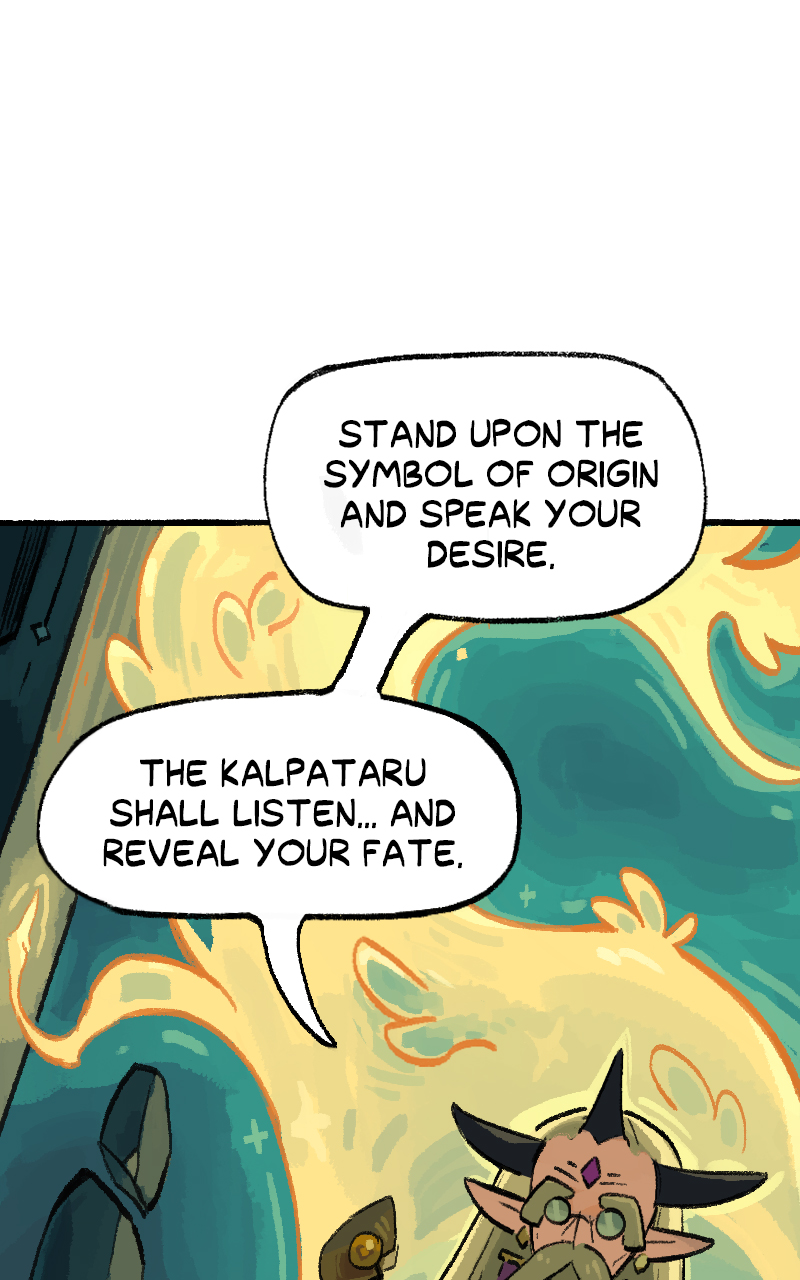 STAND UPON THE
SYMBOL OF ORIGIN
AND SPEAK YOUR
DESIRE.
THE KALPATARU
SHALL LISTEN... AND
REVEAL YOUR FATE.